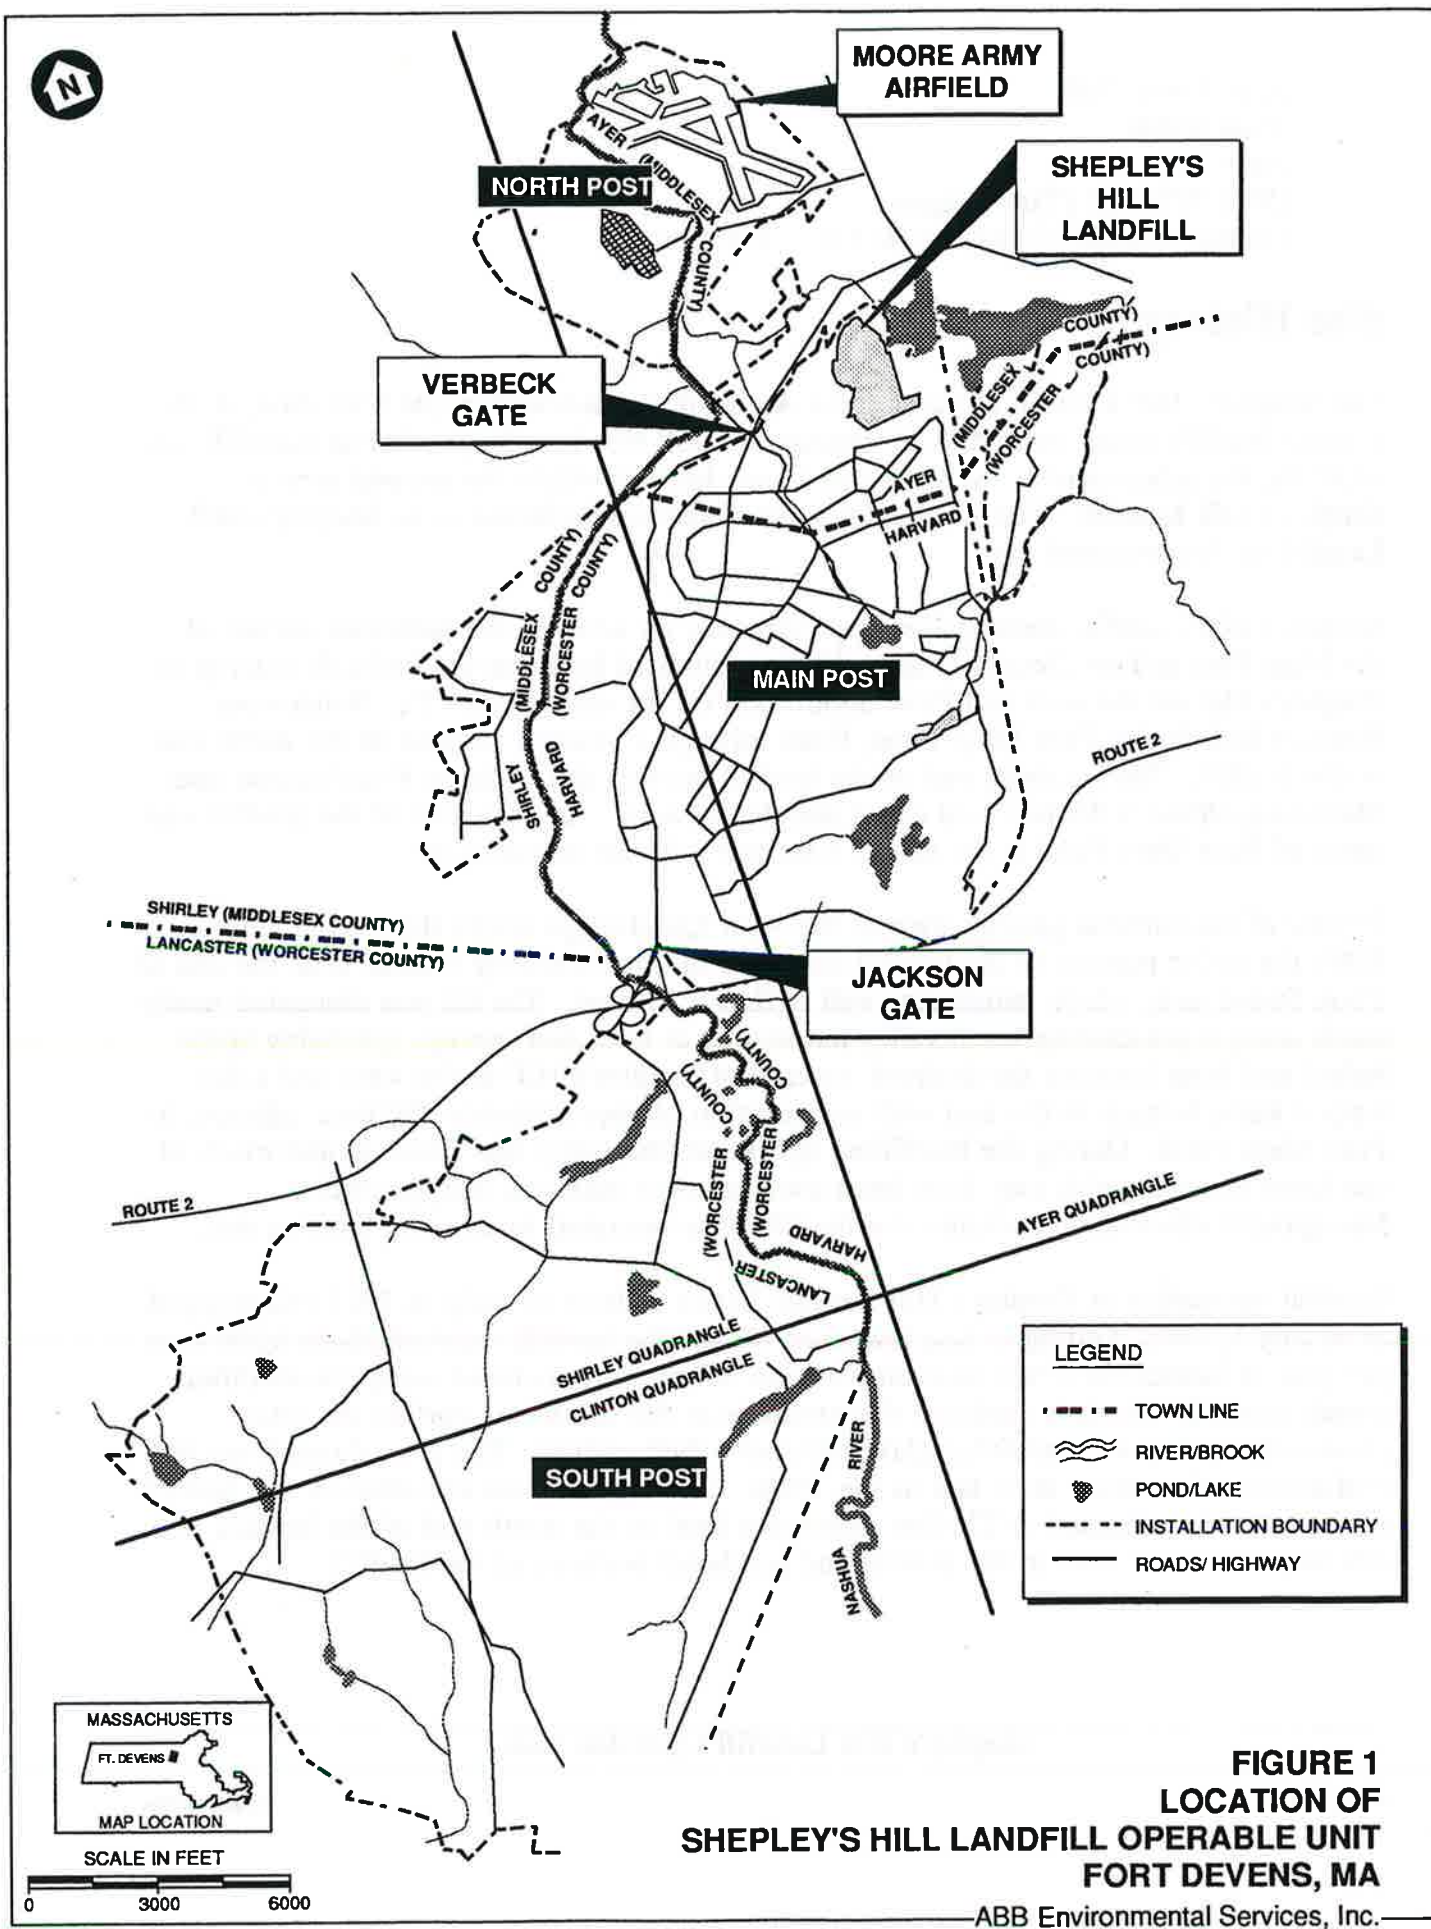 N
MOORE ARMY
AIRFIELD
SHEPLEY'S
HILL
LANDFILL
AYER (MIDDLESEX COUNTY)
NORTH POST
VERBECK
GATE
COUNTY)
COUNTY)
(MIDDLESEX
(WORCESTER
AYER
HARVARD
COUNTY)
COUNTY)
(MIDDLESEX
(WORCESTER
SHIRLEY
HARVARD
MAIN POST
ROUTE 2
SHIRLEY (MIDDLESEX COUNTY)
LANCASTER (WORCESTER COUNTY)
JACKSON
GATE
COUNTY)
COUNTY)
(WORCESTER
(WORCESTER
HARVARD
LANCASTER
ROUTE 2
AYER QUADRANGLE
SHIRLEY QUADRANGLE
CLINTON QUADRANGLE
SOUTH POST
NASHUA RIVER
LEGEND
TOWN LINE
RIVER/BROOK
POND/LAKE
INSTALLATION BOUNDARY
ROADS/ HIGHWAY
MASSACHUSETTS
FT. DEVENS
MAP LOCATION
SCALE IN FEET
0 3000 6000
FIGURE 1
LOCATION OF
SHEPLEY'S HILL LANDFILL OPERABLE UNIT
FORT DEVENS, MA
ABB Environmental Services, Inc.